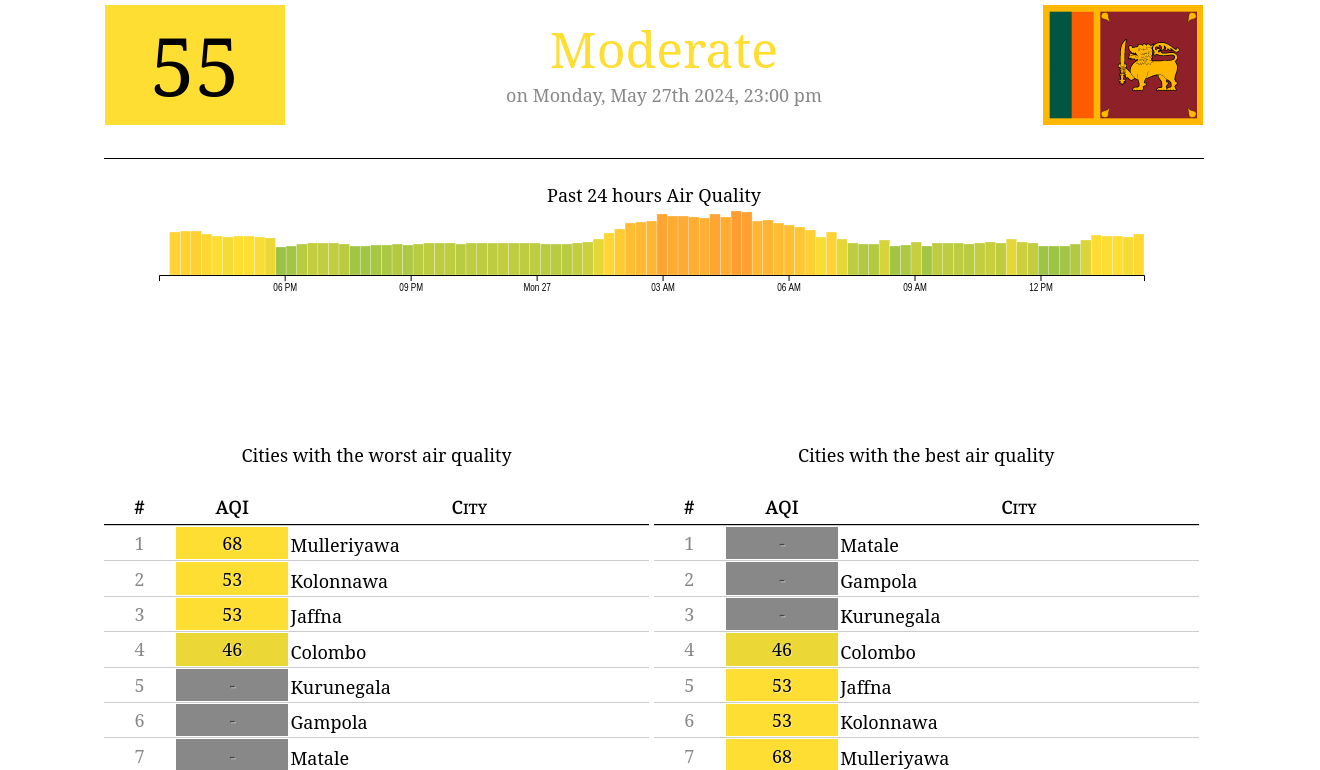 55
Moderate
on Monday, May 27th 2024, 23:00 pm
Past 24 hours Air Quality
06 PM 09 PM Mon 27 03 AM 06 AM 09 AM 12 PM
Cities with the worst air quality
# AQI City
1 68 Mulleriyawa
2 53 Kolonnawa
3 53 Jaffna
4 46 Colombo
5 - Kurunegala
6 - Gampola
7 - Matale
Cities with the best air quality
# AQI City
1 - Matale
2 - Gampola
3 - Kurunegala
4 46 Colombo
5 53 Jaffna
6 53 Kolonnawa
7 68 Mulleriyawa